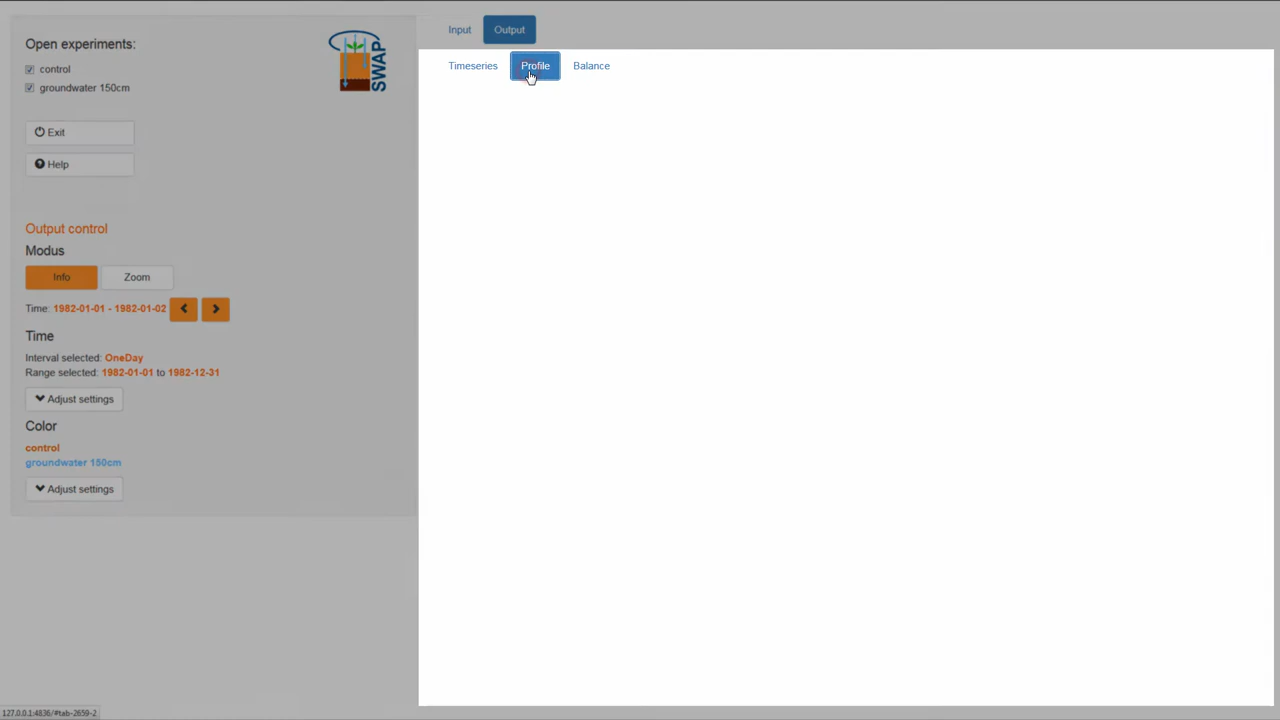 Open experiments:
control
groundwater 150cm
SWAP
Exit
Help
Output control
Modus
Info
Zoom
Time: 1982-01-01 - 1982-01-02
Time
Interval selected: OneDay
Range selected: 1982-01-01 to 1982-12-31
Adjust settings
Color
control
groundwater 150cm
Adjust settings
Input
Output
Timeseries
Profile
Balance
127.0.0.1:4836/#tab-2659-2